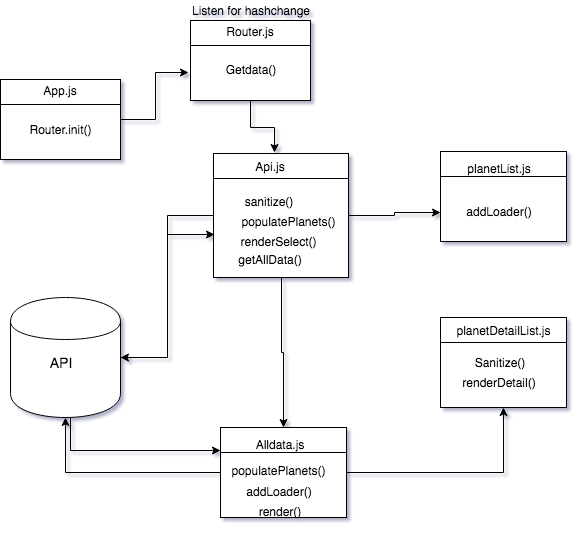 Listen for hashchange
Router.js
Getdata()
App.js
Router.init()
Api.js
sanitize()
populatePlanets()
renderSelect()
getAllData()
planetList.js
addLoader()
API
planetDetailList.js
Sanitize()
renderDetail()
Alldata.js
populatePlanets()
addLoader()
render()